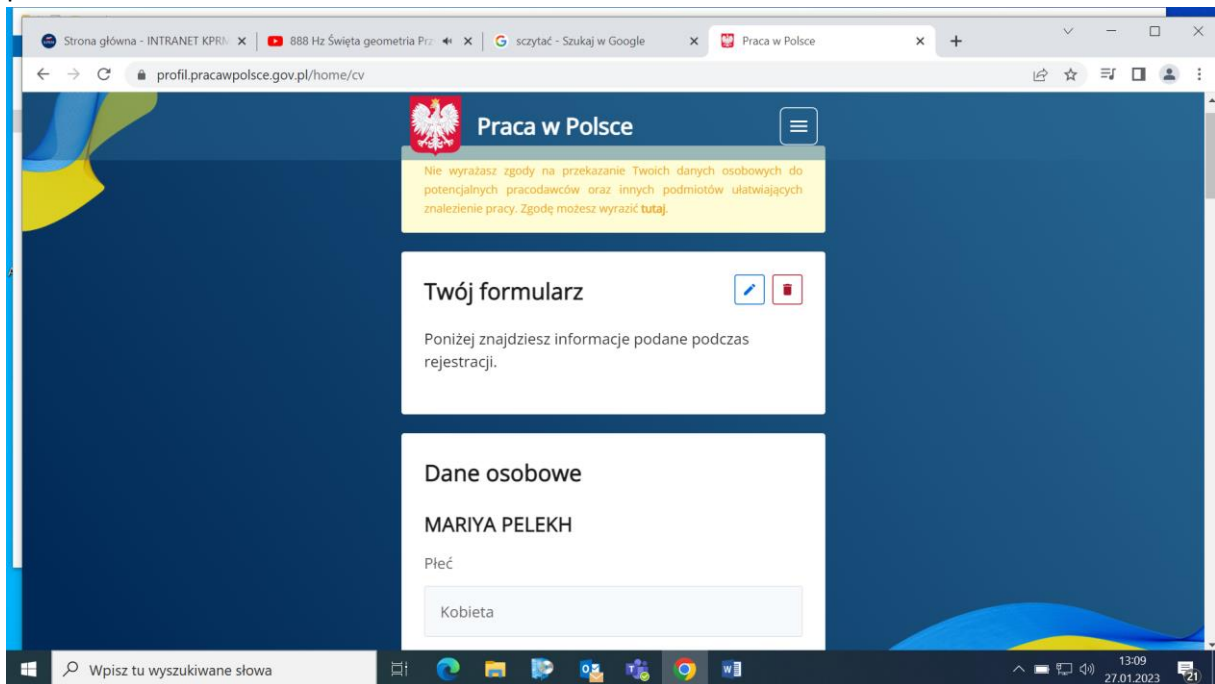 Strona główna - INTRANET KPRM
888 Hz Święta geometria Prz
sczytać - Szukaj w Google
Praca w Polsce
profil.pracawpolsce.gov.pl/home/cv
Praca w Polsce
Nie wyrażasz zgody na przekazanie Twoich danych osobowych do
potencjalnych pracodawców oraz innych podmiotów ułatwiających
znalezienie pracy. Zgodę możesz wyrazić tutaj.
Twój formularz
Poniżej znajdziesz informacje podane podczas
rejestracji.
Dane osobowe
MARIYA PELEKH
Płeć
Kobieta
Wpisz tu wyszukiwane słowa
13:09
27.01.2023
21